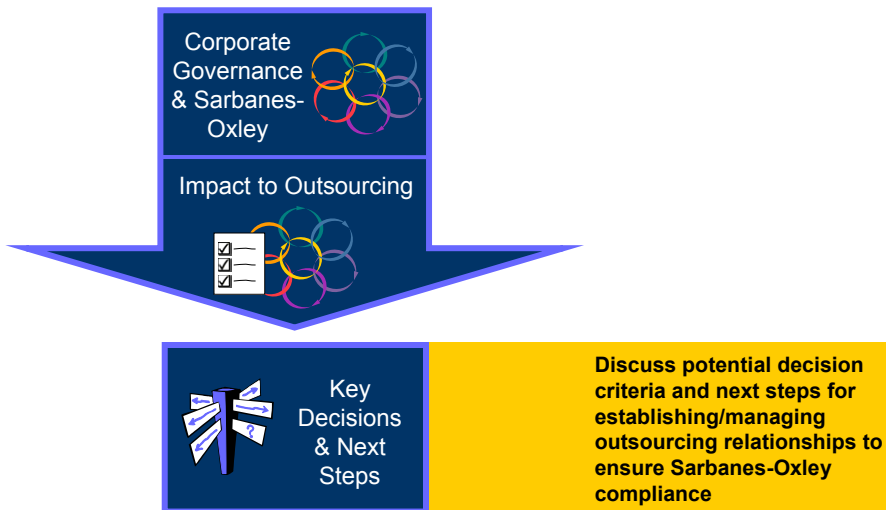 Corporate
Governance
& Sarbanes-
Oxley
Impact to Outsourcing
?
Key
Decisions
& Next
Steps
Discuss potential decision
criteria and next steps for
establishing/managing
outsourcing relationships to
ensure Sarbanes-Oxley
compliance